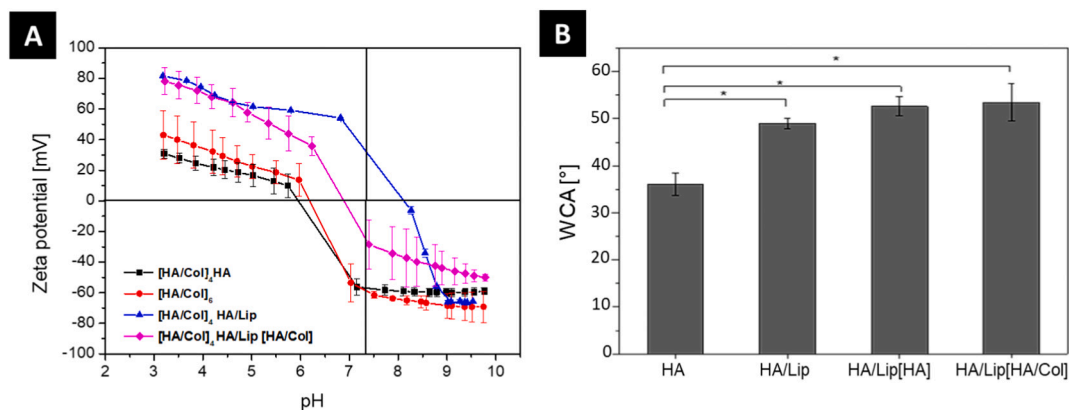 A
Zeta potential [mV]
100
80
60
40
20
0
-20
-40
-60
-80
-100
[HA/Col]4HA
[HA/Col]6
[HA/Col]4 HA/Lip
[HA/Col]4 HA/Lip [HA/Col]
2 3 4 5 6 7 8 9 10
pH
B
WCA [°]
60
50
40
30
20
10
0
*
*
*
HA HA/Lip HA/Lip[HA] HA/Lip[HA/Col]